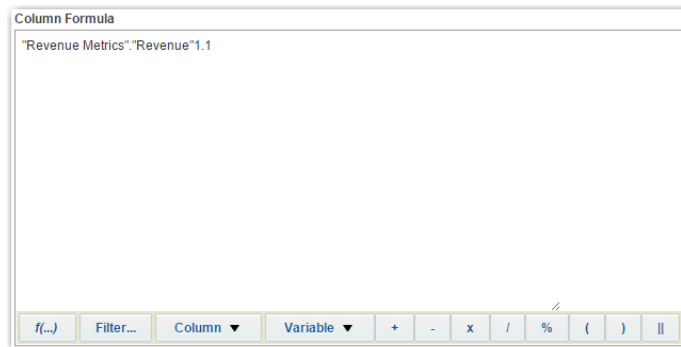 Column Formula
"Revenue Metrics"."Revenue"1.1
f(...) Filter... Column ▼ Variable ▼ + - x / % ( ) ||